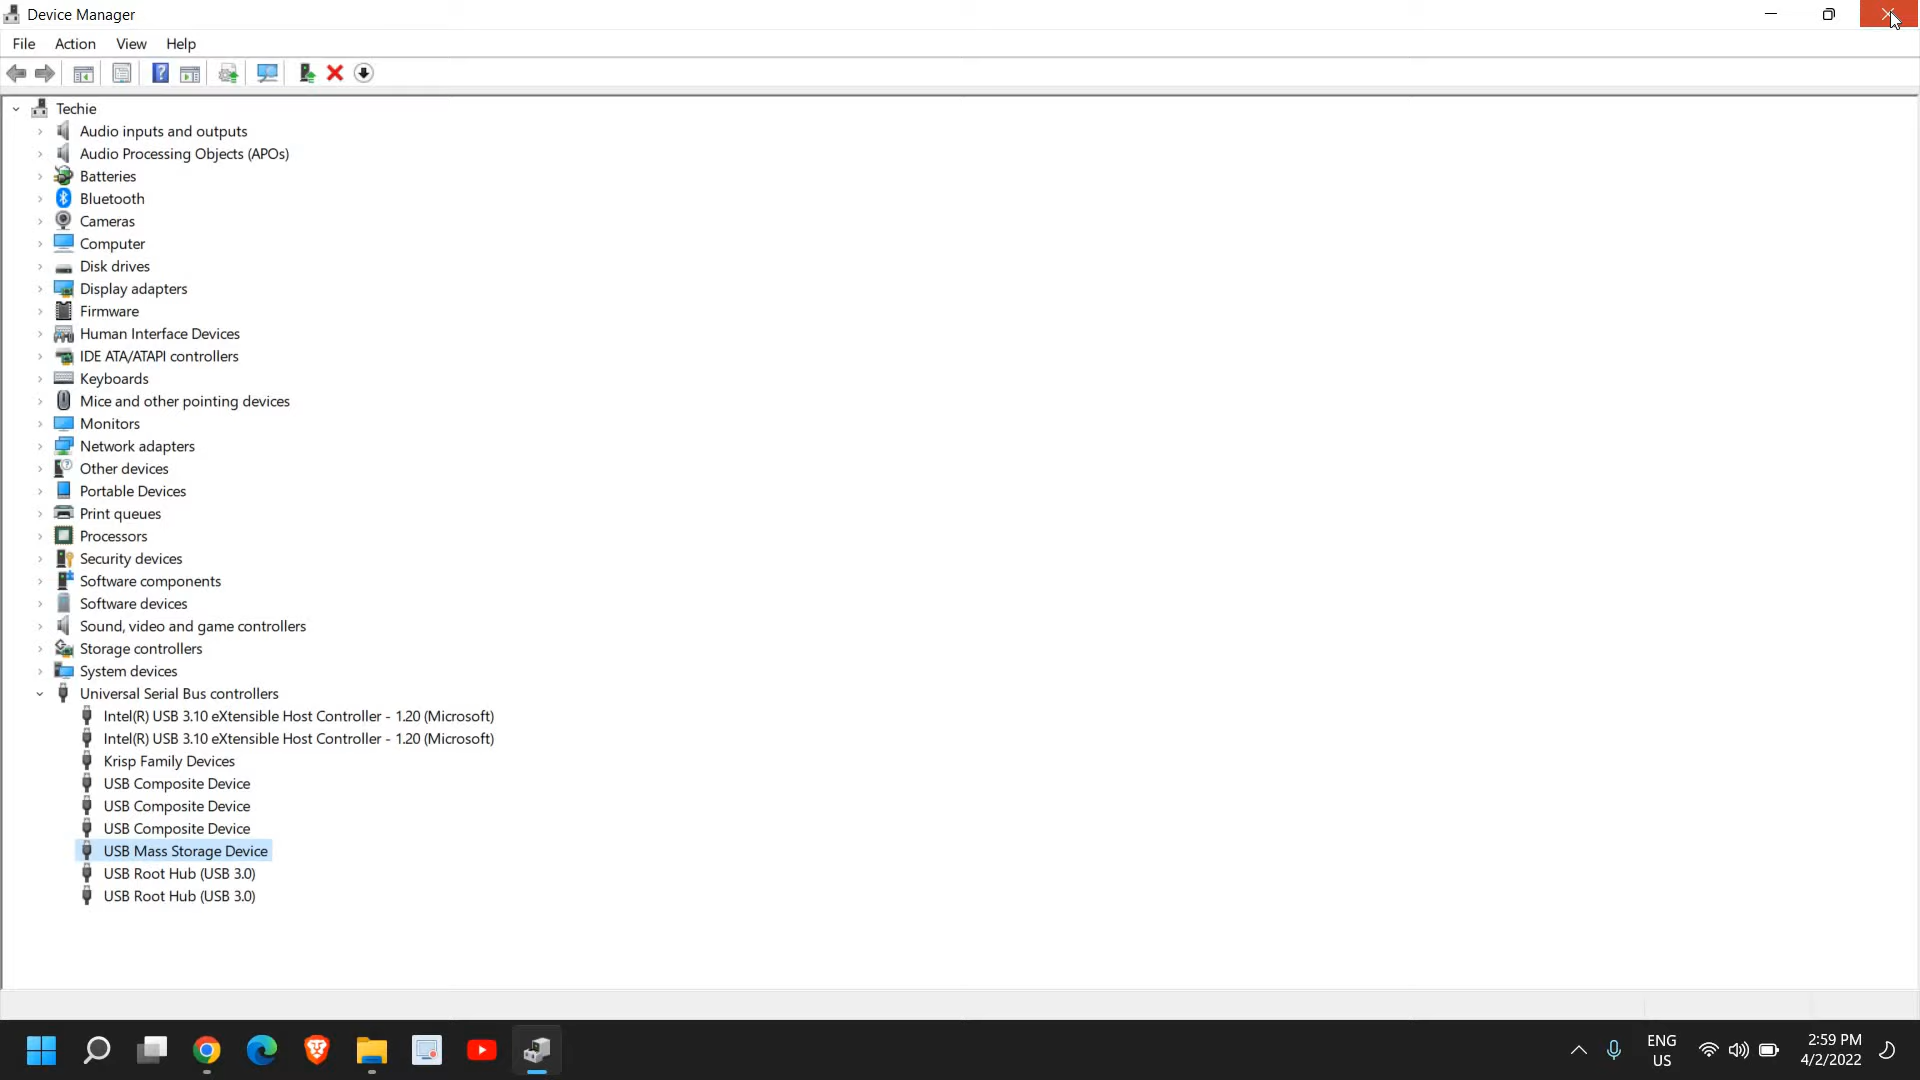 Device Manager
File Action View Help
Techie
Audio inputs and outputs
Audio Processing Objects (APOs)
Batteries
Bluetooth
Cameras
Computer
Disk drives
Display adapters
Firmware
Human Interface Devices
IDE ATA/ATAPI controllers
Keyboards
Mice and other pointing devices
Monitors
Network adapters
Other devices
Portable Devices
Print queues
Processors
Security devices
Software components
Software devices
Sound, video and game controllers
Storage controllers
System devices
Universal Serial Bus controllers
Intel(R) USB 3.10 eXtensible Host Controller - 1.20 (Microsoft)
Intel(R) USB 3.10 eXtensible Host Controller - 1.20 (Microsoft)
Krisp Family Devices
USB Composite Device
USB Composite Device
USB Composite Device
USB Mass Storage Device
USB Root Hub (USB 3.0)
USB Root Hub (USB 3.0)
ENG 2:59 PM
US 4/2/2022